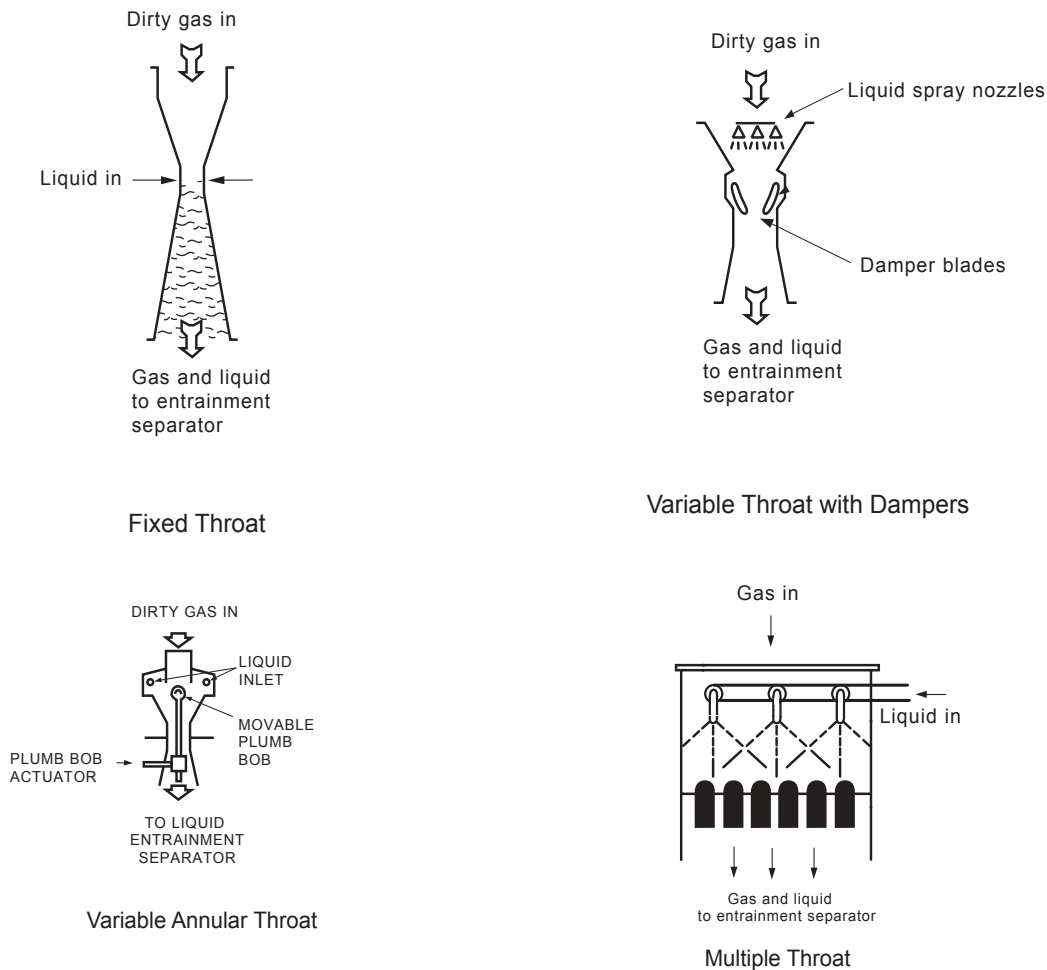 Dirty gas in
Liquid in
Gas and liquid
to entrainment
separator
Fixed Throat
Dirty gas in
Liquid spray nozzles
Damper blades
Gas and liquid
to entrainment
separator
Variable Throat with Dampers
DIRTY GAS IN
LIQUID
INLET
MOVABLE
PLUMB
BOB
PLUMB BOB
ACTUATOR
TO LIQUID
ENTRAINMENT
SEPARATOR
Variable Annular Throat
Gas in
Liquid in
Gas and liquid
to entrainment separator
Multiple Throat